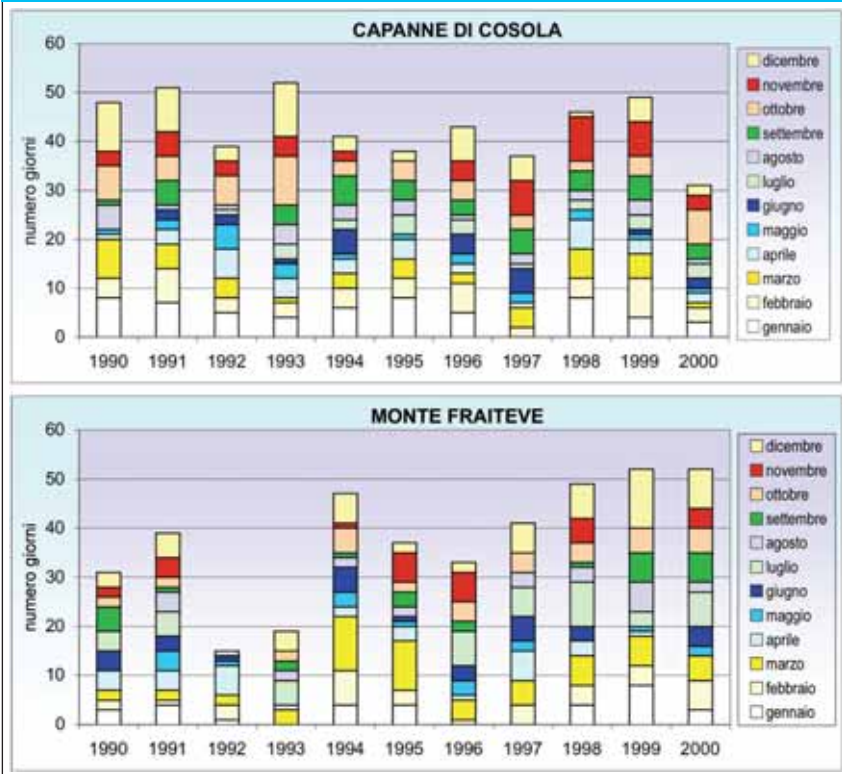 CAPANNE DI COSOLA
60
50
40
30
20
10
0
numero giorni
1990 1991 1992 1993 1994 1995 1996 1997 1998 1999 2000
dicembre
novembre
ottobre
settembre
agosto
luglio
giugno
maggio
aprile
marzo
febbraio
gennaio
MONTE FRAITEVE
60
50
40
30
20
10
0
numero giorni
1990 1991 1992 1993 1994 1995 1996 1997 1998 1999 2000
dicembre
novembre
ottobre
settembre
agosto
luglio
giugno
maggio
aprile
marzo
febbraio
gennaio